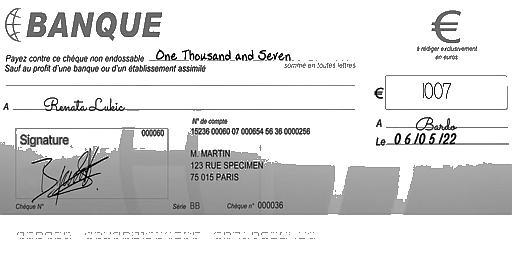 BANQUE
€
à rédiger exclusivement
en euros
Payez contre ce chèque non endossable One Thousand and Seven
Sauf au profit d'une banque ou d'un établissement assimilé
somme en toutes lettres
€ 1007
A Renata Lukic
A Bardo
Le 06/05/22
Signature
000060
N° de compte
15236 00060 07 000654 56 36 0000256
M. MARTIN
123 RUE SPECIMEN
75 015 PARIS
Chèque N°
Série BB
Chèque n° 000036